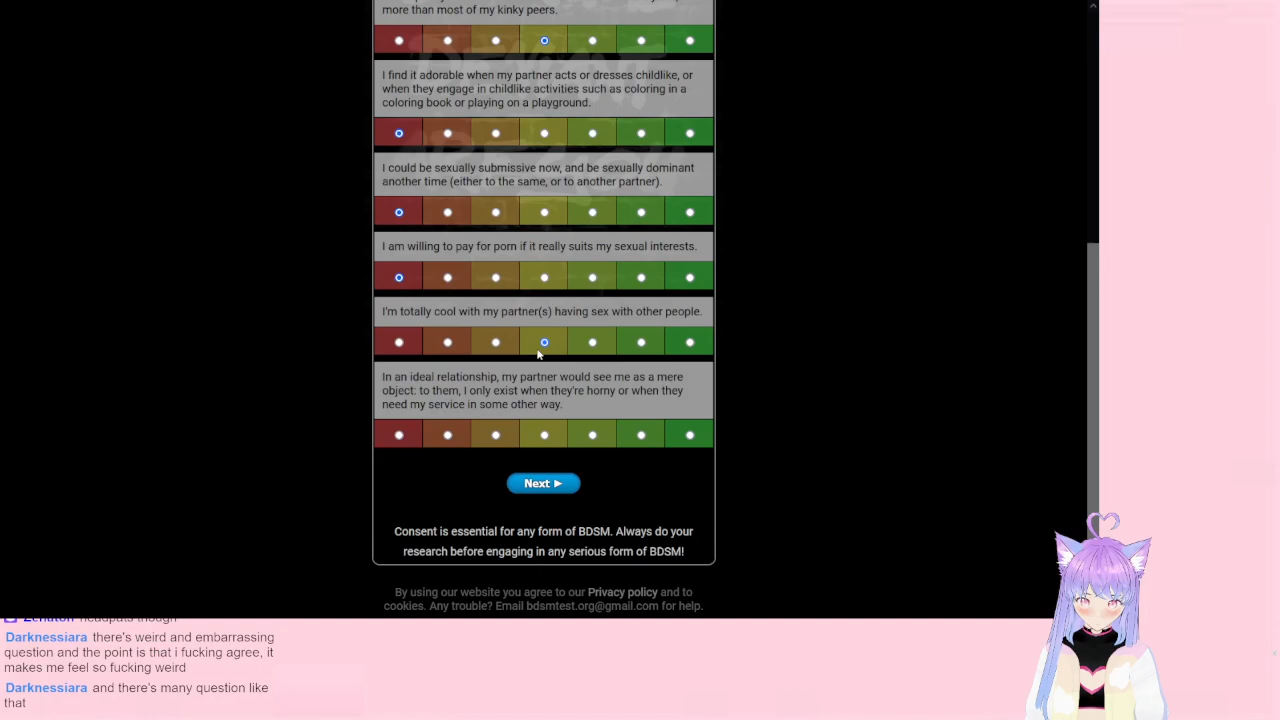 more than most of my kinky peers.
I find it adorable when my partner acts or dresses childlike, or
when they engage in childlike activities such as coloring in a
coloring book or playing on a playground.
I could be sexually submissive now, and be sexually dominant
another time (either to the same, or to another partner).
I am willing to pay for porn if it really suits my sexual interests.
I'm totally cool with my partner(s) having sex with other people.
In an ideal relationship, my partner would see me as a mere
object: to them, I only exist when they're horny or when they
need my service in some other way.
Next ►
Consent is essential for any form of BDSM. Always do your
research before engaging in any serious form of BDSM!
By using our website you agree to our Privacy policy and to
cookies. Any trouble? Email bdsmtest.org@gmail.com for help.
headpats though
Darknessiara there's weird and embarrassing
question and the point is that i fucking agree, it
makes me feel so fucking weird
Darknessiara and there's many question like
that